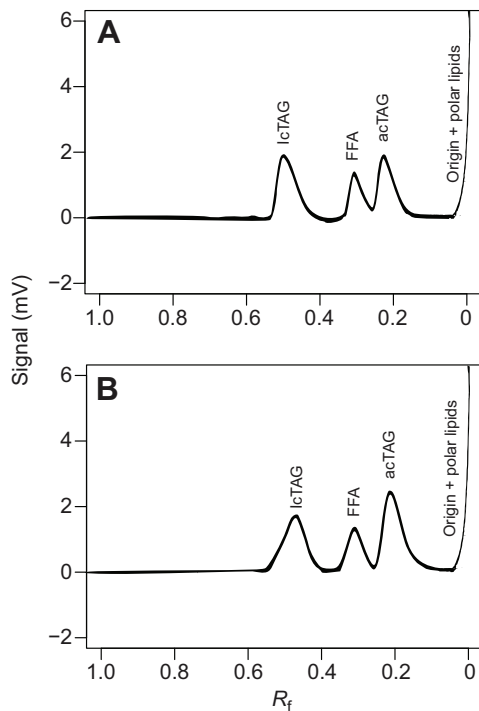 A
6
4
2
0
−2
lcTAG
FFA
acTAG
Origin + polar lipids
1.0 0.8 0.6 0.4 0.2 0
Signal (mV)
B
6
4
2
0
−2
lcTAG
FFA
acTAG
Origin + polar lipids
1.0 0.8 0.6 0.4 0.2 0
Rf